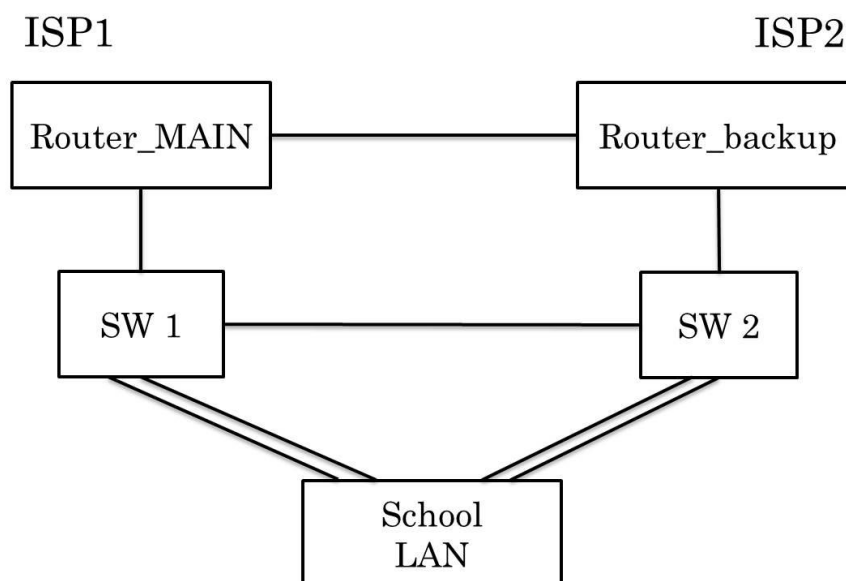 ISP1
ISP2
Router_MAIN
Router_backup
SW 1
SW 2
School
LAN